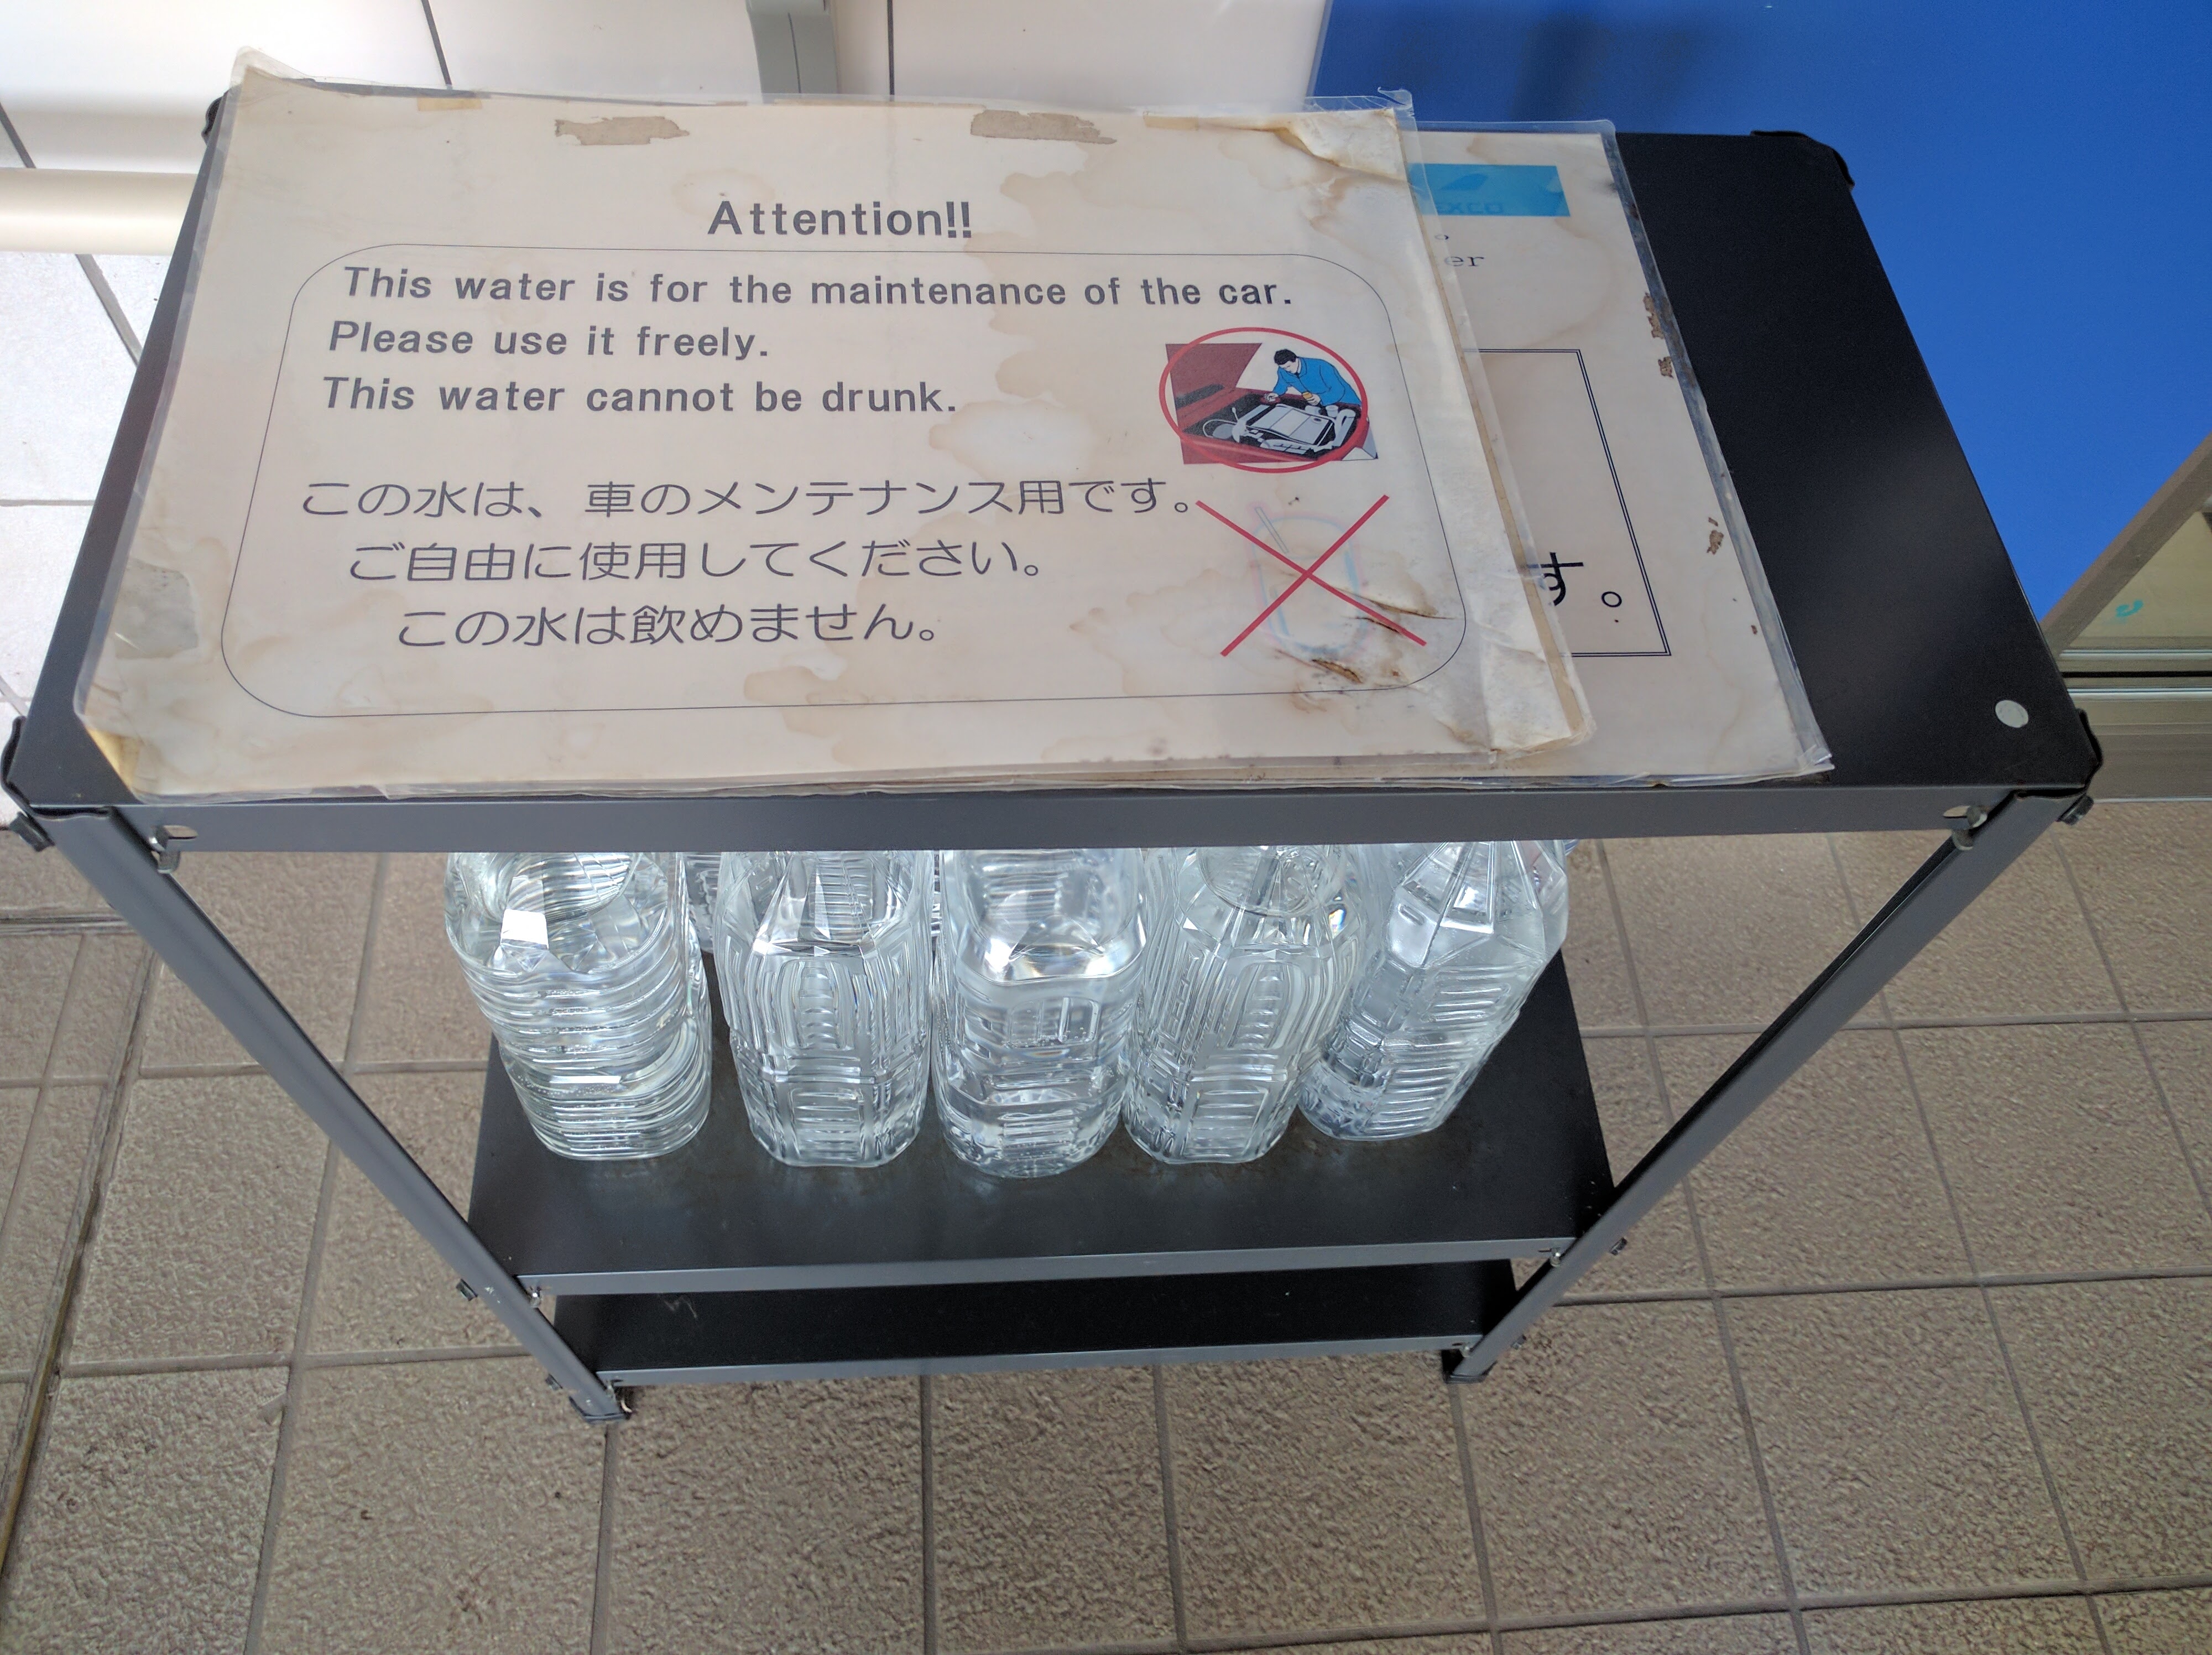 Attention!!
This water is for the maintenance of the car.
Please use it freely.
This water cannot be drunk.
この水は、車のメンテナンス用です。
ご自由に使用してください。
この水は飲めません。
er
す。